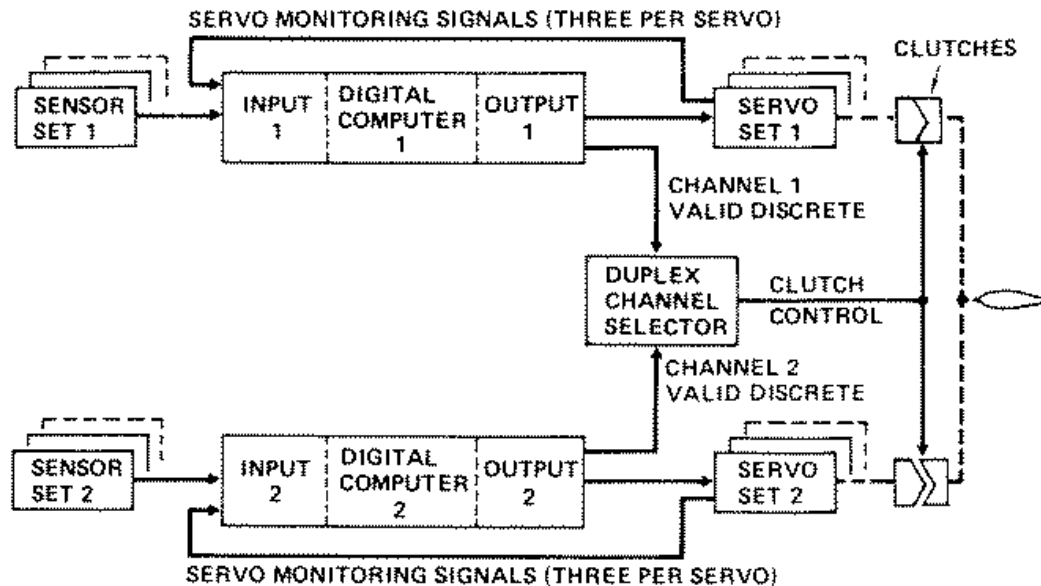 SERVO MONITORING SIGNALS (THREE PER SERVO)
CLUTCHES
SENSOR
SET 1
INPUT
1
DIGITAL
COMPUTER
1
OUTPUT
1
SERVO
SET 1
CHANNEL 1
VALID DISCRETE
DUPLEX
CHANNEL
SELECTOR
CLUTCH
CONTROL
CHANNEL 2
VALID DISCRETE
SENSOR
SET 2
INPUT
2
DIGITAL
COMPUTER
2
OUTPUT
2
SERVO
SET 2
SERVO MONITORING SIGNALS (THREE PER SERVO)